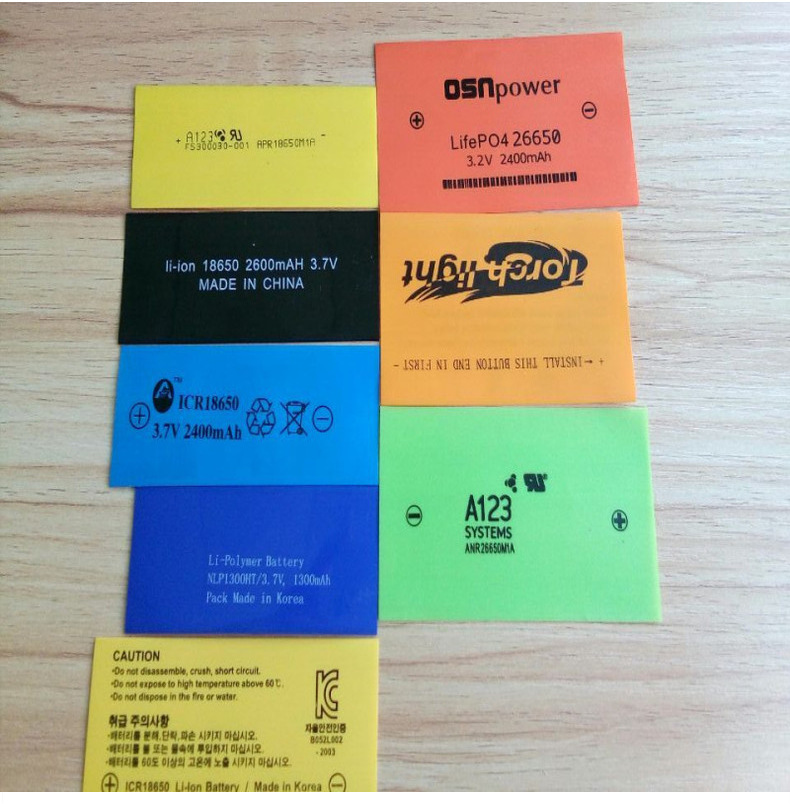 + A123 -
FS300090-001 APR18650M1A
li-ion 18650 2600mAH 3.7V
MADE IN CHINA
TM
ICR18650
3.7V 2400mAh
Li-Polymer Battery
NLP1300HT/3.7V, 1300mAh
Pack Made in Korea
CAUTION
•Do not disassemble, crush, short circuit.
•Do not expose to high temperature above 60℃.
•Do not dispose in the fire or water.
취급 주의사항
•배터리를 분해,단락,파손 시키지 마십시오.
•배터리를 불 또는 물속에 투입하지 마십시오.
•배터리를 60도 이상의 고온에 노출 시키지 마십시오.
자율안전인증
B052L002
-2003
ICR18650 Li-Ion Battery / Made in Korea
OSNpower
LifePO4 26650
3.2V 2400mAh
Torch light
+ ←INSTALL THIS BUTTON END IN FIRST -
A123
SYSTEMS
ANR26650M1A